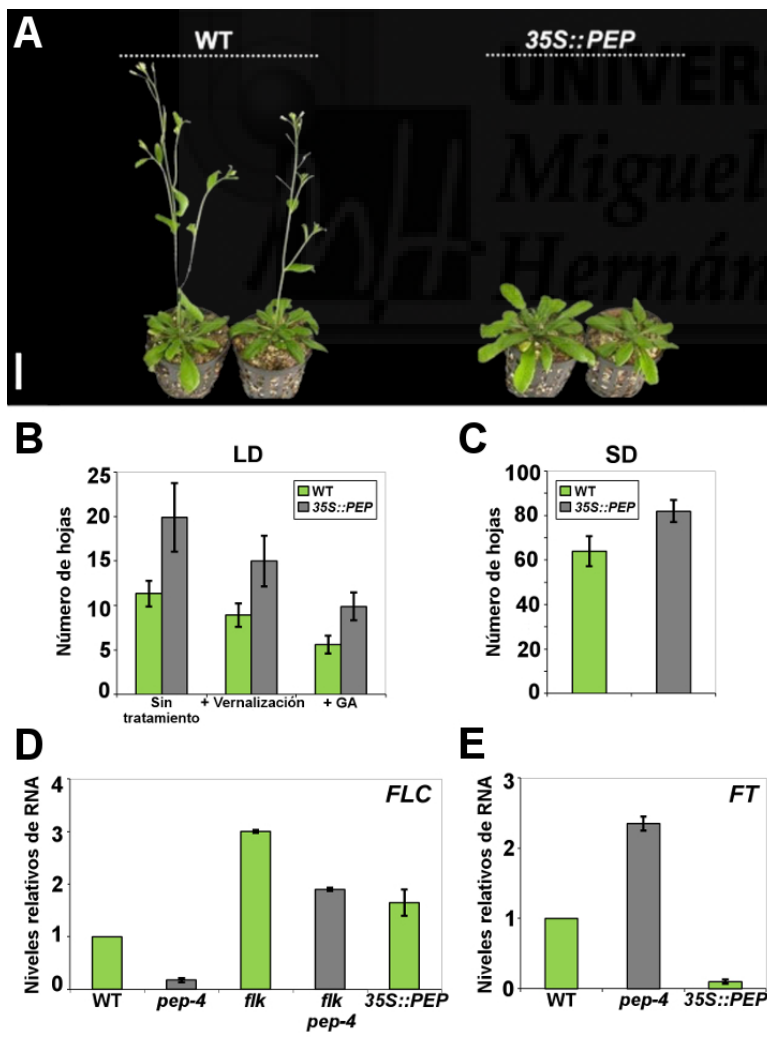 A
WT
35S::PEP
UNIVER
Miguel
Hernán
B
LD
Número de hojas
25
20
15
10
5
0
WT
35S::PEP
Sin
tratamiento
+ Vernalización
+ GA
C
SD
Número de hojas
100
80
60
40
20
0
WT
35S::PEP
D
FLC
Niveles relativos de RNA
4
3
2
1
0
WT
pep-4
flk
flk
pep-4
35S::PEP
E
FT
Niveles relativos de RNA
3
2
1
0
WT
pep-4
35S::PEP